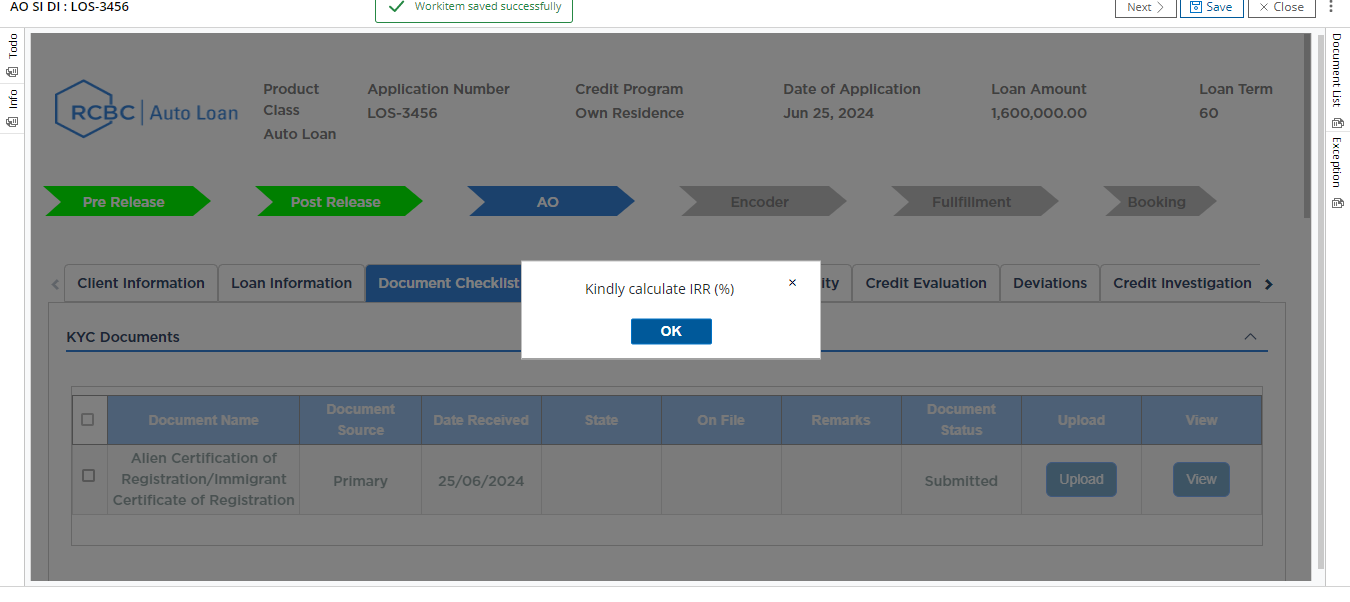 AO SI DI : LOS-3456
Workitem saved successfully
Next
Save
Close
Todo
Info
Document List
Exception
RCBC | Auto Loan
Product
Class
Auto Loan
Application Number
LOS-3456
Credit Program
Own Residence
Date of Application
Jun 25, 2024
Loan Amount
1,600,000.00
Loan Term
60
Pre Release
Post Release
AO
Encoder
Fullfillment
Booking
Client Information
Loan Information
Document Checklist
ity
Credit Evaluation
Deviations
Credit Investigation
Kindly calculate IRR (%)
OK
KYC Documents
Document Name
Document
Source
Date Received
State
On File
Remarks
Document
Status
Upload
View
Alien Certification of
Registration/Immigrant
Certificate of Registration
Primary
25/06/2024
Submitted
Upload
View